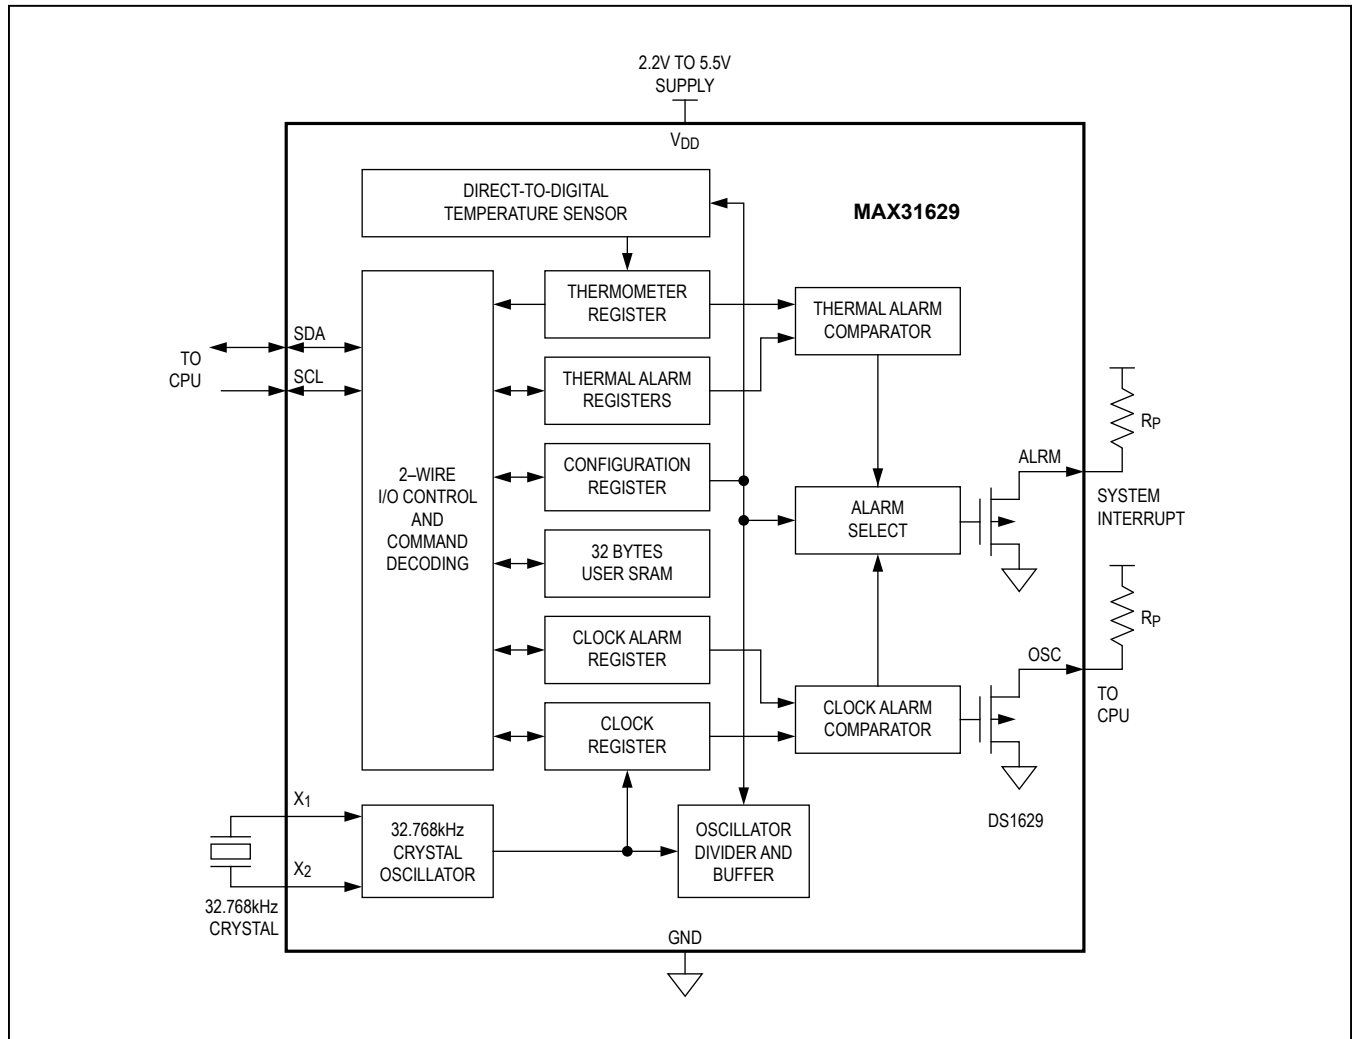 2.2V TO 5.5V
SUPPLY
VDD
DIRECT-TO-DIGITAL
TEMPERATURE SENSOR
MAX31629
THERMOMETER
REGISTER
THERMAL ALARM
COMPARATOR
SDA
TO
CPU
SCL
THERMAL ALARM
REGISTERS
RP
2–WIRE
I/O CONTROL
AND
COMMAND
DECODING
CONFIGURATION
REGISTER
ALRM
ALARM
SELECT
SYSTEM
INTERRUPT
32 BYTES
USER SRAM
RP
CLOCK ALARM
REGISTER
OSC
CLOCK
REGISTER
CLOCK ALARM
COMPARATOR
TO
CPU
X1
32.768kHz
CRYSTAL
OSCILLATOR
OSCILLATOR
DIVIDER AND
BUFFER
DS1629
X2
32.768kHz
CRYSTAL
GND